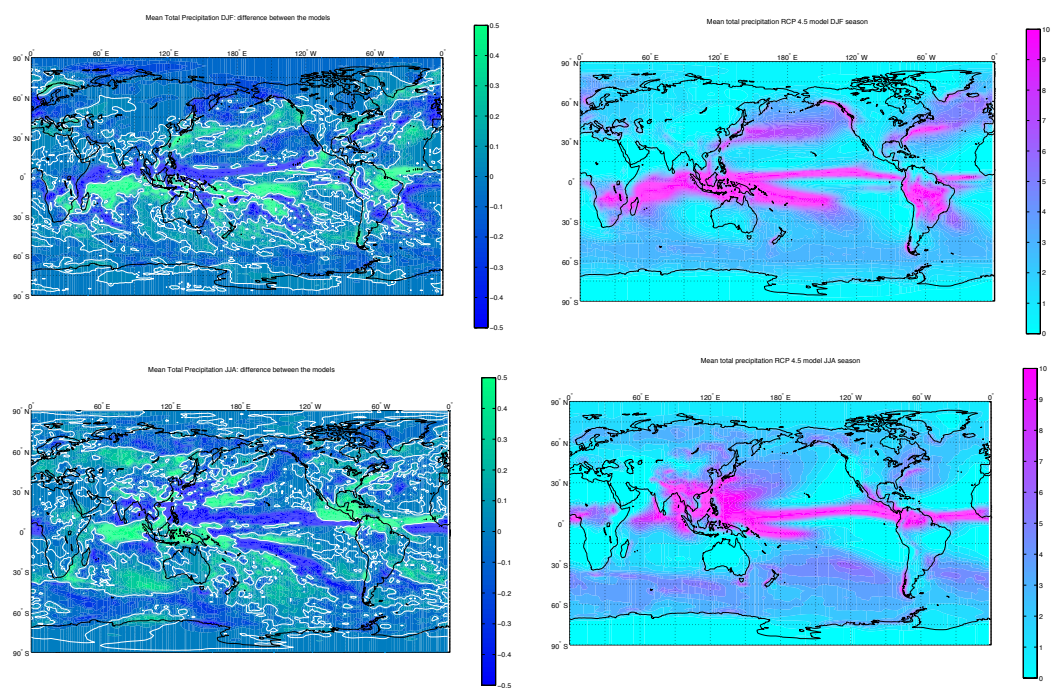 Mean Total Precipitation DJF: difference between the models
0° 60° E 120° E 180° E 120° W 60° W 0°
90° N
60° N
30° N
0°
30° S
60° S
90° S
0.5
0.4
0.3
0.2
0.1
0
−0.1
−0.2
−0.3
−0.4
−0.5
Mean total precipitation RCP 4.5 model DJF season
0° 60° E 120° E 180° E 120° W 60° W 0°
90° N
60° N
30° N
0°
30° S
60° S
90° S
10
9
8
7
6
5
4
3
2
1
0
Mean Total Precipitation JJA: difference between the models
0° 60° E 120° E 180° E 120° W 60° W 0°
90° N
60° N
30° N
0°
30° S
60° S
90° S
0.5
0.4
0.3
0.2
0.1
0
−0.1
−0.2
−0.3
−0.4
−0.5
Mean total precipitation RCP 4.5 model JJA season
0° 60° E 120° E 180° E 120° W 60° W 0°
90° N
60° N
30° N
0°
30° S
60° S
90° S
10
9
8
7
6
5
4
3
2
1
0